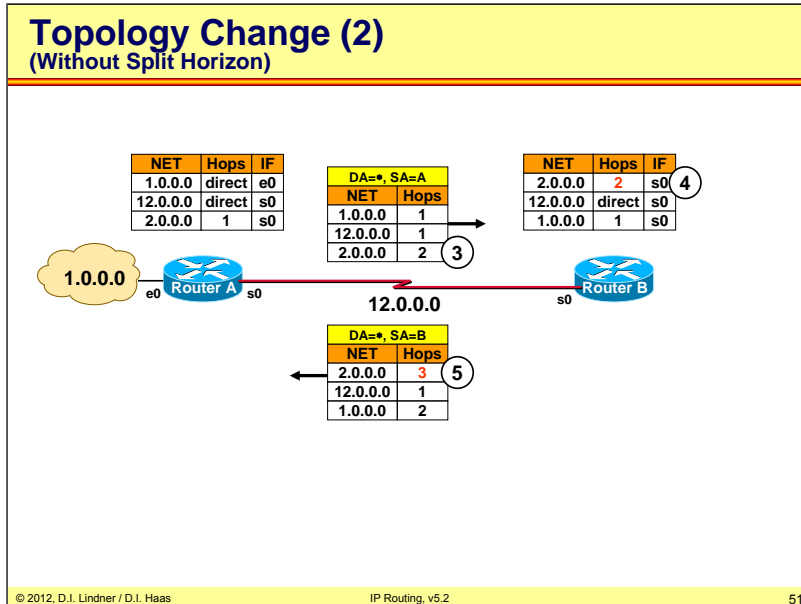 Topology Change (2)
(Without Split Horizon)
NET Hops IF
1.0.0.0 direct e0
12.0.0.0 direct s0
2.0.0.0 1 s0
DA=*, SA=A
NET Hops
1.0.0.0 1
12.0.0.0 1
2.0.0.0 2
3
NET Hops IF
2.0.0.0 2 s0
12.0.0.0 direct s0
1.0.0.0 1 s0
4
1.0.0.0
e0
Router A
s0
12.0.0.0
s0
Router B
DA=*, SA=B
NET Hops
2.0.0.0 3
12.0.0.0 1
1.0.0.0 2
5
© 2012, D.I. Lindner / D.I. Haas
IP Routing, v5.2
51